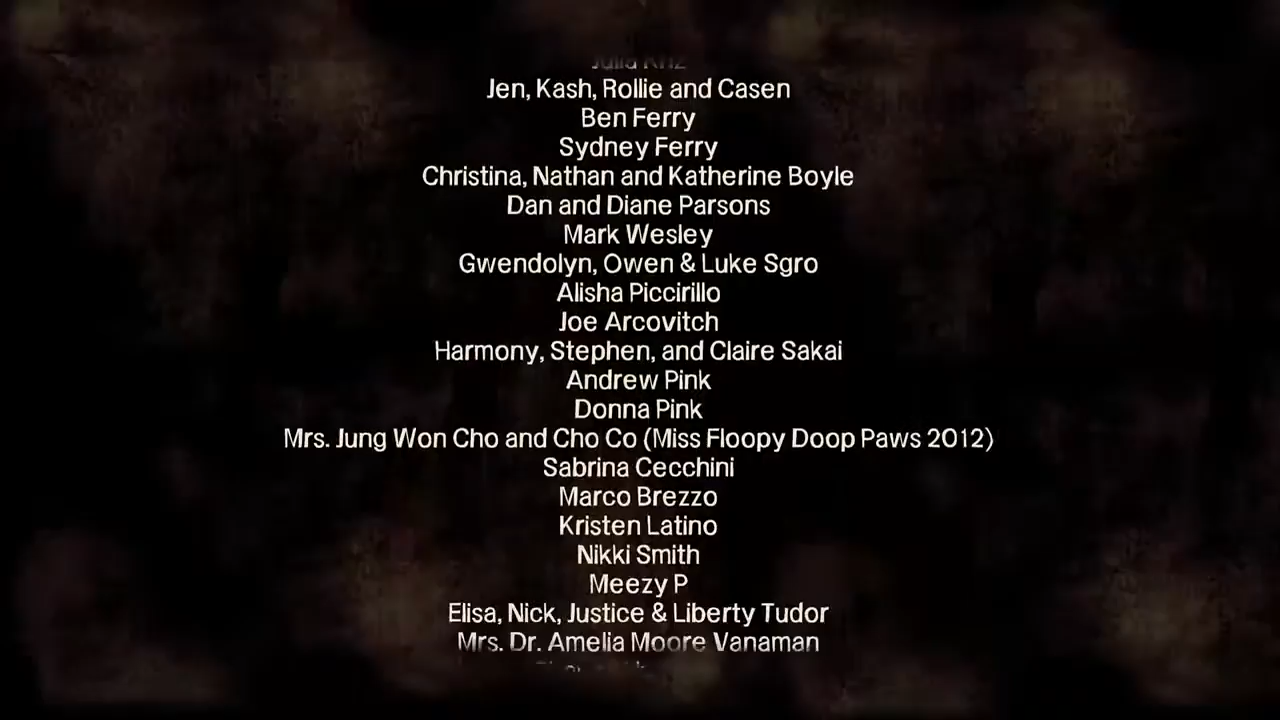 Jen, Kash, Rollie and Casen
Ben Ferry
Sydney Ferry
Christina, Nathan and Katherine Boyle
Dan and Diane Parsons
Mark Wesley
Gwendolyn, Owen & Luke Sgro
Alisha Piccirillo
Joe Arcovitch
Harmony, Stephen, and Claire Sakai
Andrew Pink
Donna Pink
Mrs. Jung Won Cho and Cho Co (Miss Floopy Doop Paws 2012)
Sabrina Cecchini
Marco Brezzo
Kristen Latino
Nikki Smith
Meezy P
Elisa, Nick, Justice & Liberty Tudor
Mrs. Dr. Amelia Moore Vanaman